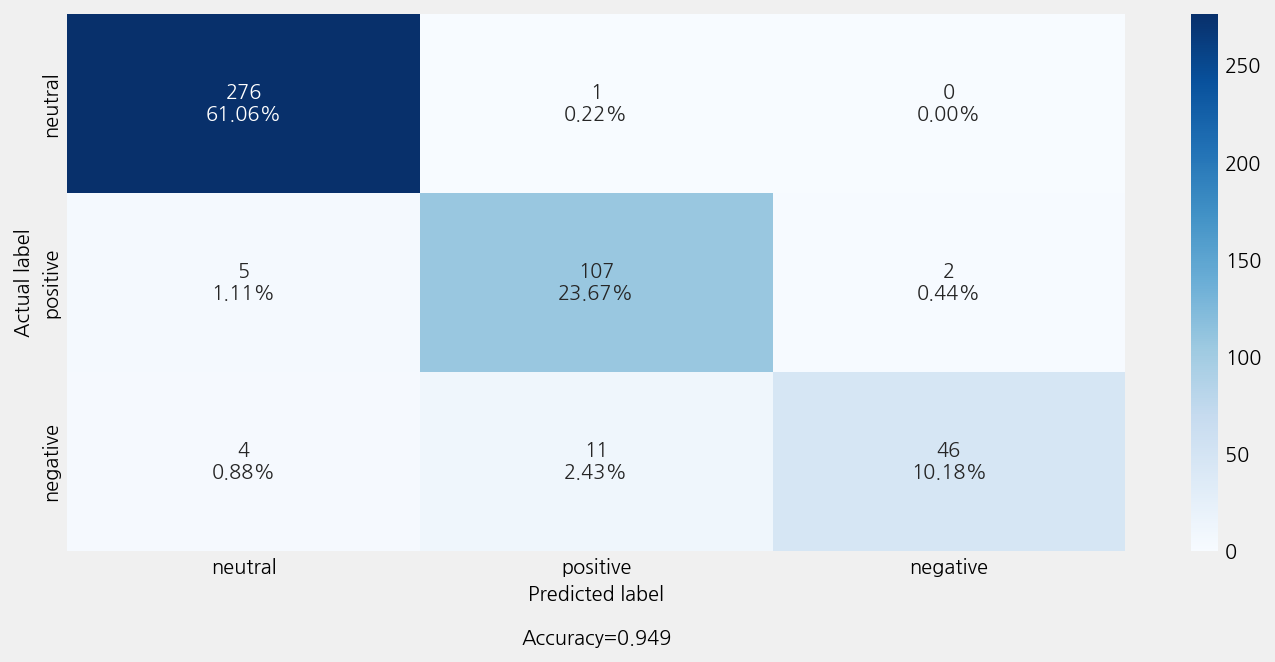 276
61.06%
1
0.22%
0
0.00%
neutral
5
1.11%
107
23.67%
2
0.44%
positive
4
0.88%
11
2.43%
46
10.18%
negative
Actual label
neutral
positive
negative
Predicted label
Accuracy=0.949
250
200
150
100
50
0